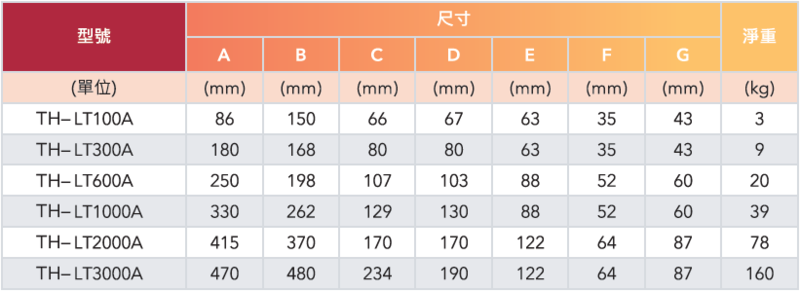 型號 尺寸 淨重
A B C D E F G
(單位) (mm) (mm) (mm) (mm) (mm) (mm) (mm) (kg)
TH-LT100A 86 150 66 67 63 35 43 3
TH-LT300A 180 168 80 80 63 35 43 9
TH-LT600A 250 198 107 103 88 52 60 20
TH-LT1000A 330 262 129 130 88 52 60 39
TH-LT2000A 415 370 170 170 122 64 87 78
TH-LT3000A 470 480 234 190 122 64 87 160